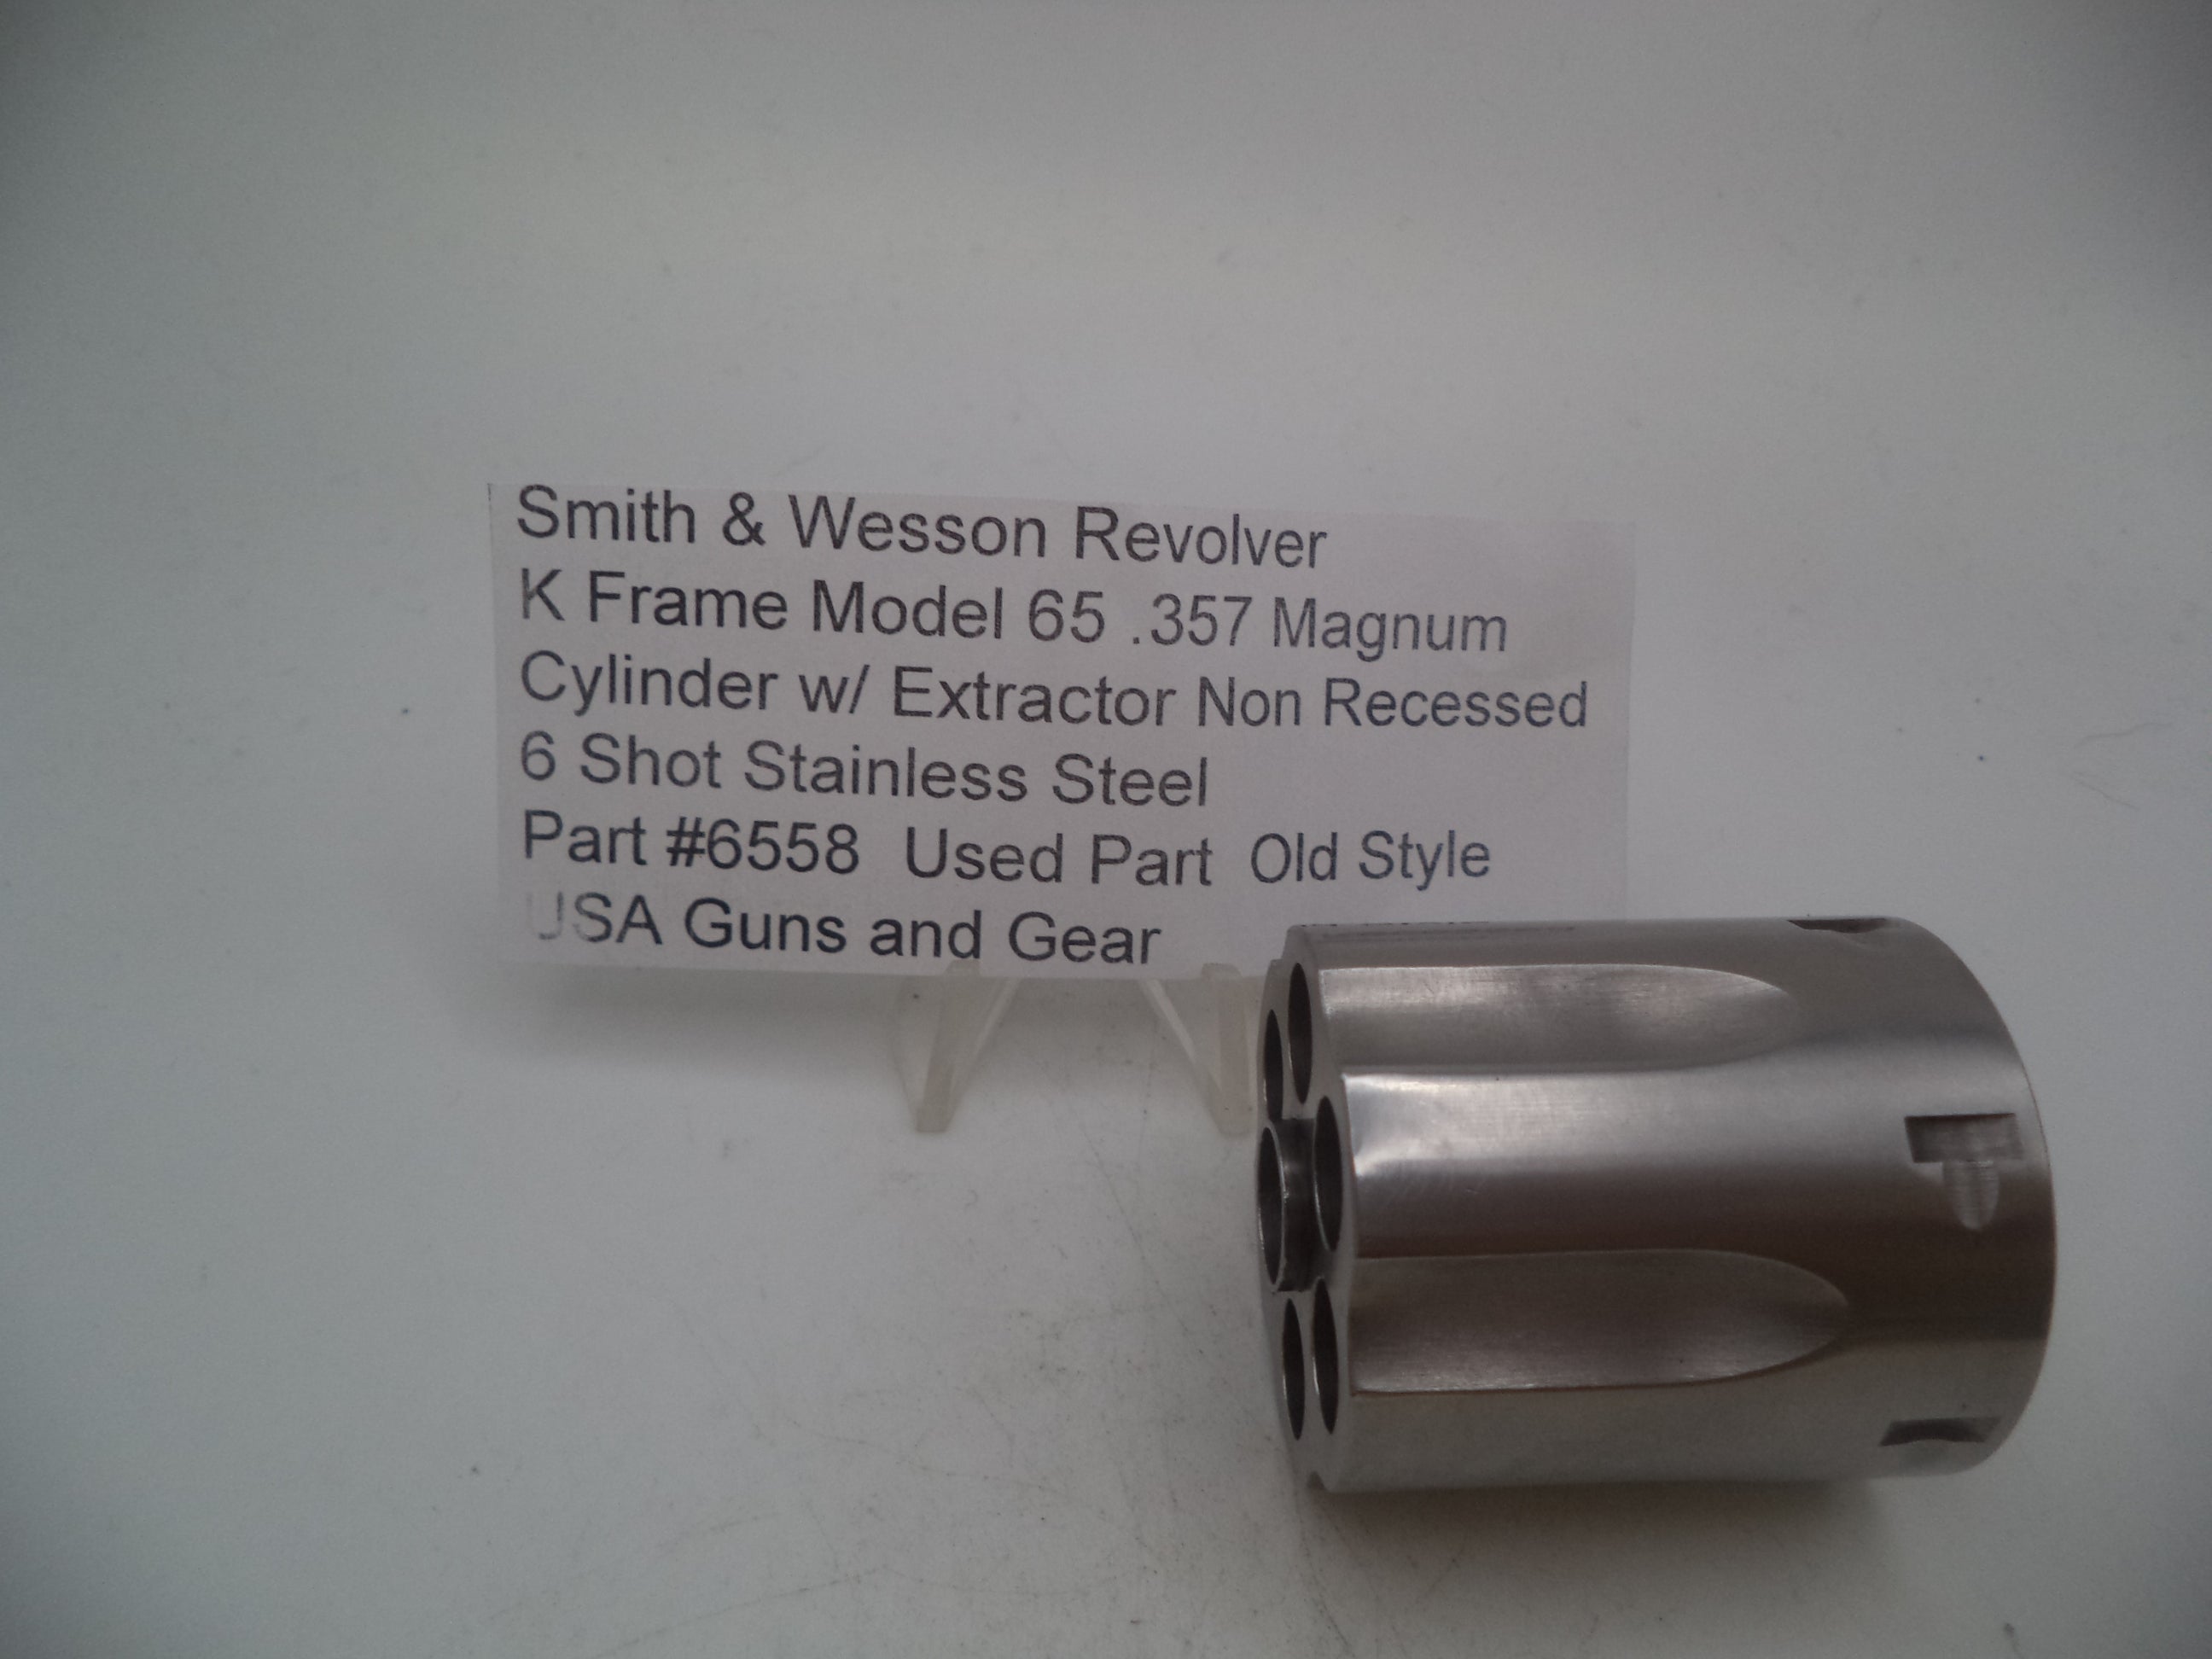 Smith & Wesson Revolver
K Frame Model 65 .357 Magnum
Cylinder w/ Extractor Non Recessed
6 Shot Stainless Steel
Part #6558 Used Part Old Style
USA Guns and Gear